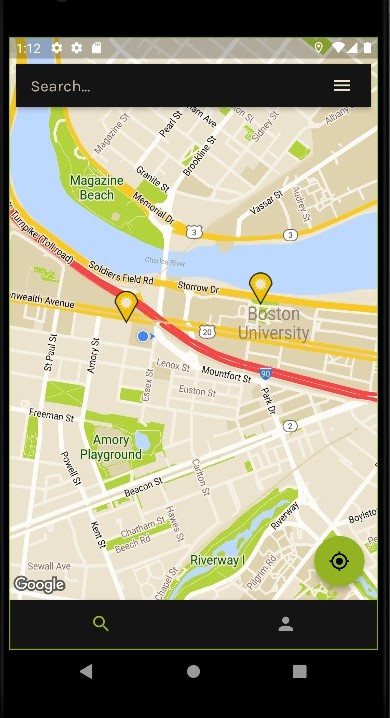 1:12
Search...
Magazine St
Pearl St
Brookline St
Sidney St
Albany
Granite St
Magazine Beach
Memorial Dr
Vassar St
Audrey St
3
3
Charles River
Turnpike (Toll road)
Soldiers Field Rd
Storrow Dr
nwealth Avenue
20
Boston University
St Paul St
Amory St
Essex St
Lenox St
Mountfort St
90
Euston St
Park Dr
Freeman St
2
Amory Playground
Powell St
Carlton St
Beacon St
Kent St
Hawes St
Chatham St
Beech Rd
Riverway
Boylsto
Riverway I
Pilgrim Rd
Sewall Ave
Chapel St
Google